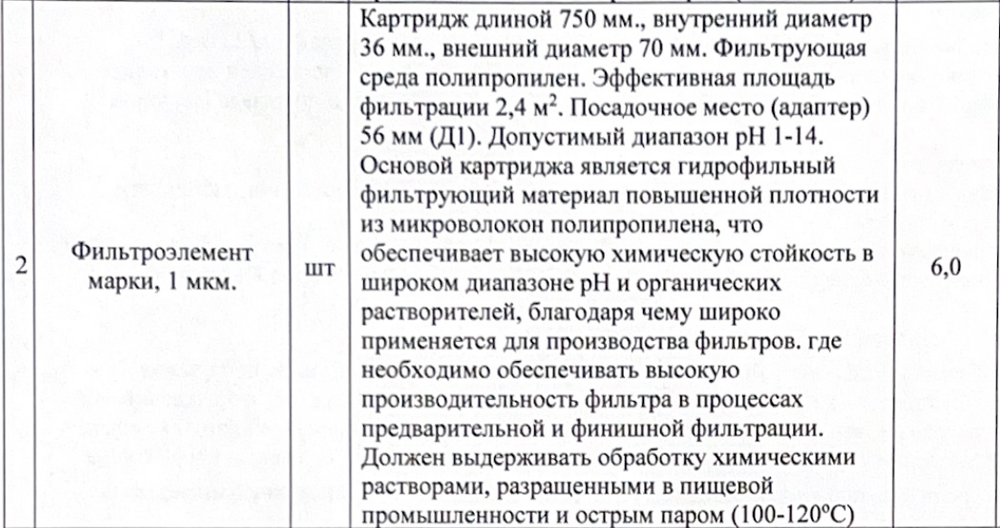 Картридж длиной 750 мм., внутренний диаметр
36 мм., внешний диаметр 70 мм. Фильтрующая
среда полипропилен. Эффективная площадь
фильтрации 2,4 м². Посадочное место (адаптер)
56 мм (Д1). Допустимый диапазон рН 1-14.
Основой картриджа является гидрофильный
фильтрующий материал повышенной плотности
из микроволокон полипропилена, что
2
Фильтроэлемент
марки, 1 мкм.
шт
обеспечивает высокую химическую стойкость в
6,0
широком диапазоне рН и органических
растворителей, благодаря чему широко
применяется для производства фильтров. где
необходимо обеспечивать высокую
производительность фильтра в процессах
предварительной и финишной фильтрации.
Должен выдерживать обработку химическими
растворами, разращенными в пищевой
промышленности и острым паром (100-120ºС)